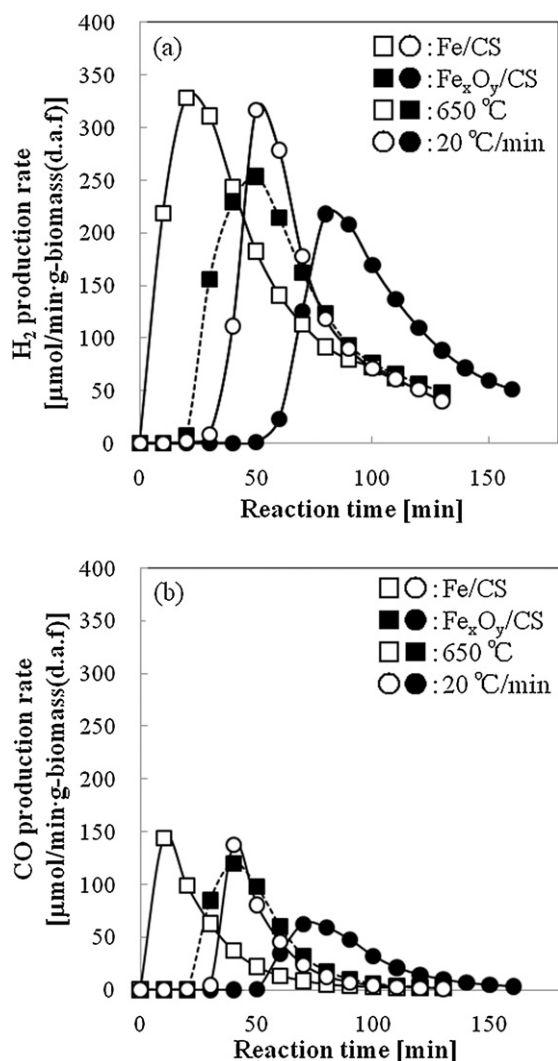 (a)
□○: Fe/CS
■●: FexOy/CS
□■: 650 ℃
○●: 20 ℃/min
H2 production rate
[μmol/min·g-biomass(d.a.f)]
400
350
300
250
200
150
100
50
0
0 50 100 150
Reaction time [min]
(b)
□○: Fe/CS
■●: FexOy/CS
□■: 650 ℃
○●: 20 ℃/min
CO production rate
[μmol/min·g-biomass(d.a.f)]
400
350
300
250
200
150
100
50
0
0 50 100 150
Reaction time [min]